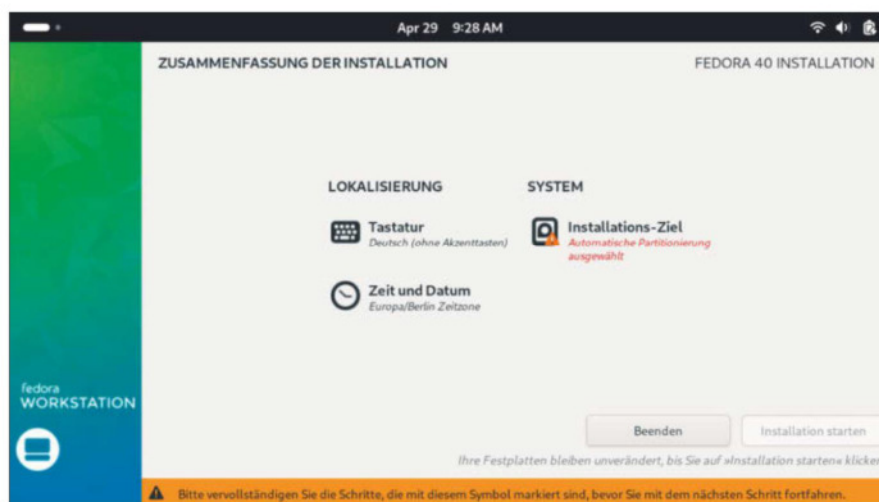 Apr 29 9:28 AM
ZUSAMMENFASSUNG DER INSTALLATION
FEDORA 40 INSTALLATION
LOKALISIERUNG
SYSTEM
Tastatur
Deutsch (ohne Akzenttasten)
Installations-Ziel
Automatische Partitionierung
ausgewählt
Zeit und Datum
Europa/Berlin Zeitzone
fedora
WORKSTATION
Beenden
Installation starten
Ihre Festplatten bleiben unverändert, bis Sie auf »Installation starten« klicken
Bitte vervollständigen Sie die Schritte, die mit diesem Symbol markiert sind, bevor Sie mit dem nächsten Schritt fortfahren.